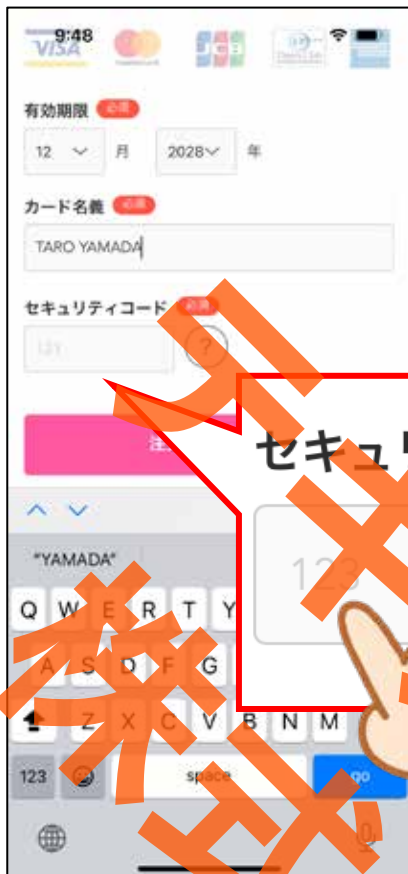 9:48
VISA
JCB
有効期限 必須
12 月 2028 年
カード名義 必須
TARO YAMADA
セキュリティコード 必須
123
?
注
セキュリ
123
"YAMADA"
Q W E R T Y
A S D F G
Z X C V B N M
123 space go